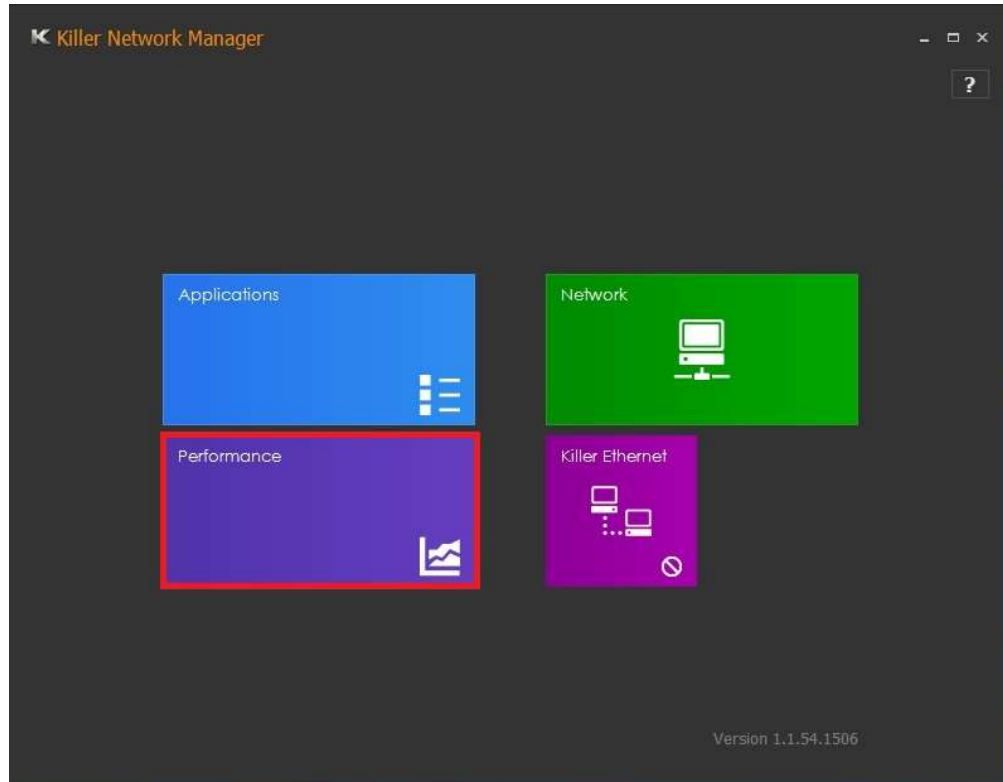 K Killer Network Manager
?
Applications
Network
Performance
Killer Ethernet
Version 1.1.54.1506